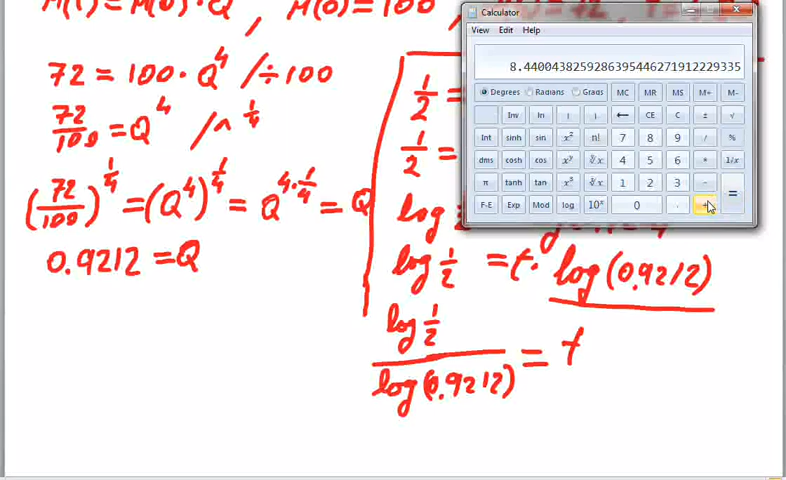 M(t) = M(0) · Q , M(0) = 100
72 = 100 · Q^4 / ÷100
72/100 = Q^4 / ^ 1/4
(72/100)^1/4 = (Q^4)^1/4 = Q^4·1/4 = Q
0.9212 = Q
1/2 =
1/2 =
log
log 1/2 = t · log(0.9212)
log 1/2 / log(0.9212) = t
Calculator
View Edit Help
8.4400438259286395446271912229335
Degrees Radians Grads MC MR MS M+ M-
Inv ln ( ) ← CE C ± √
Int sinh sin x² n! 7 8 9 / %
dms cosh cos x^y ʸ√x 4 5 6 * 1/x
π tanh tan x³ ³√x 1 2 3 - =
F-E Exp Mod log 10^x 0 . +